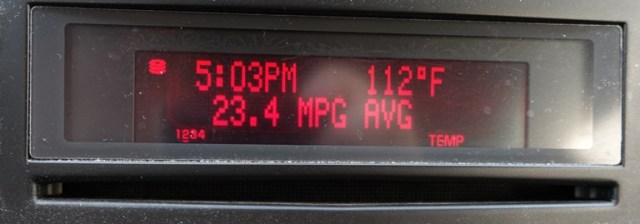 5:03PM 112°F
23.4 MPG AVG
1234 TEMP